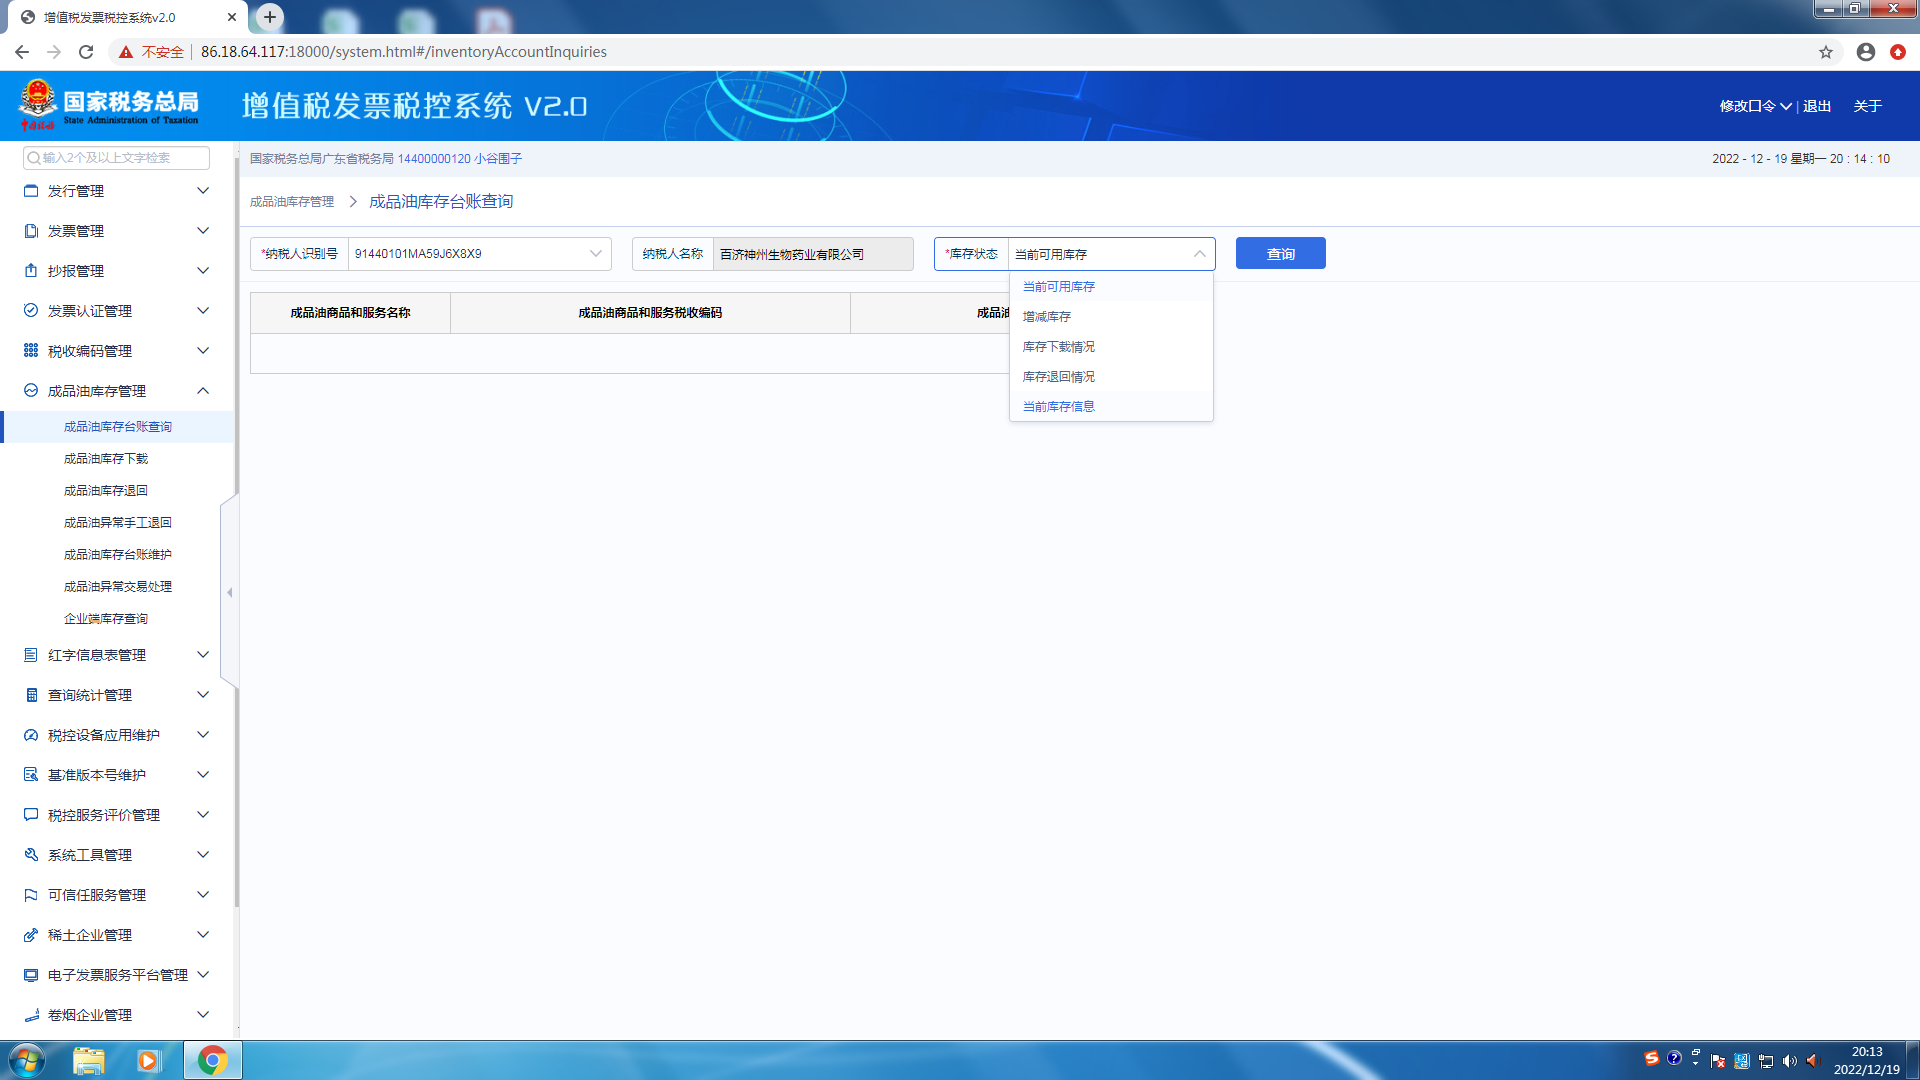 增值税发票税控系统v2.0
不安全 86.18.64.117:18000/system.html#/inventoryAccountInquiries
国家税务总局
State Administration of Taxation
中国税务
增值税发票税控系统 V2.0
修改口令 | 退出 关于
输入2个及以上文字检索
国家税务总局广东省税务局 14400000120 小谷围子
2022 - 12 - 19 星期一 20 : 14 : 10
成品油库存管理 > 成品油库存台账查询
*纳税人识别号 91440101MA59J6X8X9 纳税人名称 百济神州生物药业有限公司 *库存状态 当前可用库存 查询
当前可用库存
增减库存
库存下载情况
库存退回情况
当前库存信息
成品油商品和服务名称 成品油商品和服务税收编码 成品油
发行管理
发票管理
抄报管理
发票认证管理
税收编码管理
成品油库存管理
成品油库存台账查询
成品油库存下载
成品油库存退回
成品油异常手工退回
成品油库存台账维护
成品油异常交易处理
企业端库存查询
红字信息表管理
查询统计管理
税控设备应用维护
基准版本号维护
税控服务评价管理
系统工具管理
可信任服务管理
稀土企业管理
电子发票服务平台管理
卷烟企业管理
20:13
2022/12/19